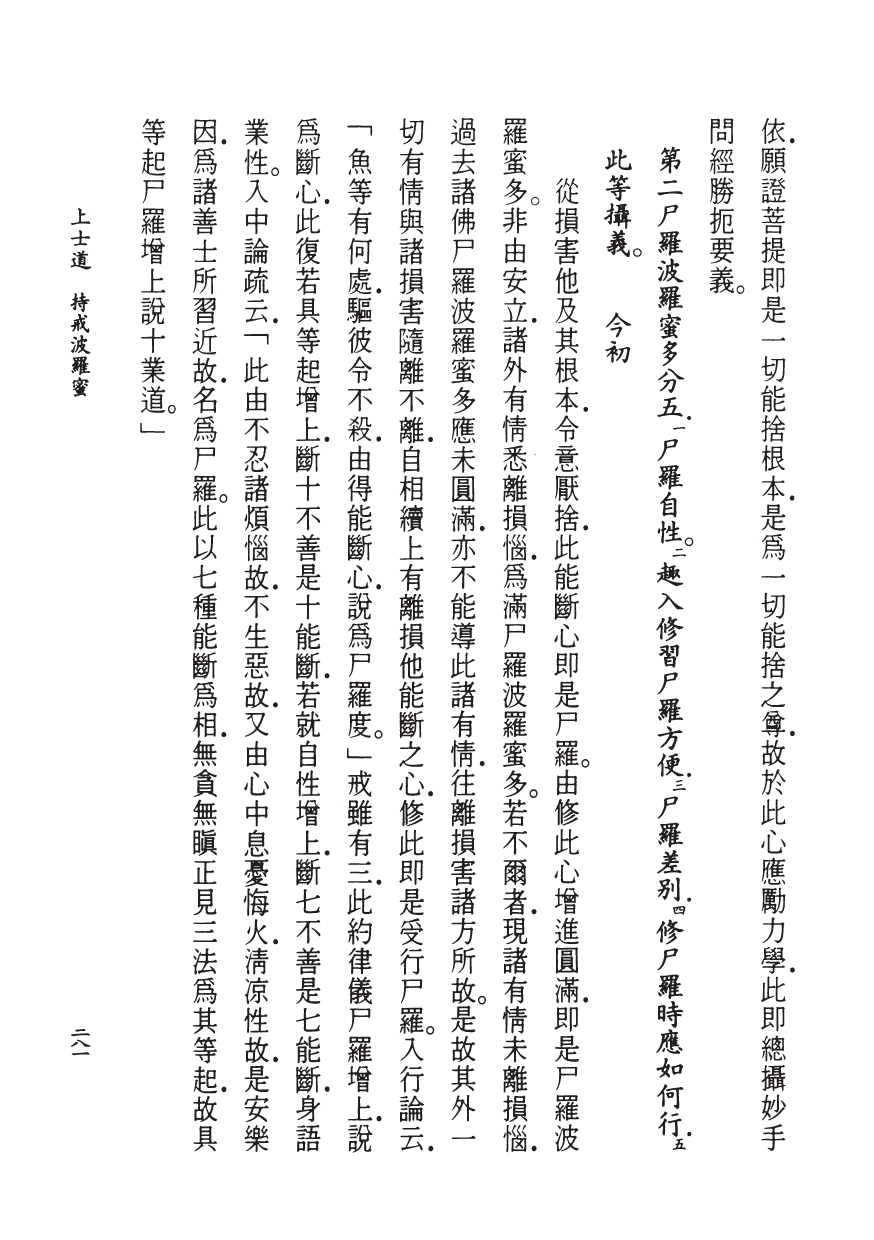 依．願證菩提即是一切能捨根本．是爲一切能捨之尊．故於此心應勵力學．此即總攝妙手
問經勝扼要義。
第二尸羅波羅蜜多分五．一尸羅自性。二趣入修習尸羅方便．三尸羅差別．四修尸羅時應如何行．五
此等攝義。　今初
從損害他及其根本．令意厭捨．此能斷心即是尸羅。由修此心增進圓滿．即是尸羅波
羅蜜多。非由安立．諸外有情悉離損惱．爲滿尸羅波羅蜜多。若不爾者．現諸有情未離損惱．
過去諸佛尸羅波羅蜜多應未圓滿．亦不能導此諸有情．往離損害諸方所故。是故其外一
切有情與諸損害隨離不離．自相續上有離損他能斷之心．修此即是受行尸羅。入行論云．
「魚等有何處．驅彼令不殺．由得能斷心．說爲尸羅度。」戒雖有三．此約律儀尸羅增上．說
爲斷心．此復若具等起增上．斷十不善是十能斷．若就自性增上．斷七不善是七能斷．身語
業性。入中論疏云．「此由不忍諸煩惱故．不生惡故．又由心中息憂悔火．清凉性故．是安樂
因．爲諸善士所習近故．名爲尸羅。此以七種能斷爲相．無貪無瞋正見三法爲其等起．故具
等起尸羅增上說十業道。」
上士道　持戒波羅蜜
二八一